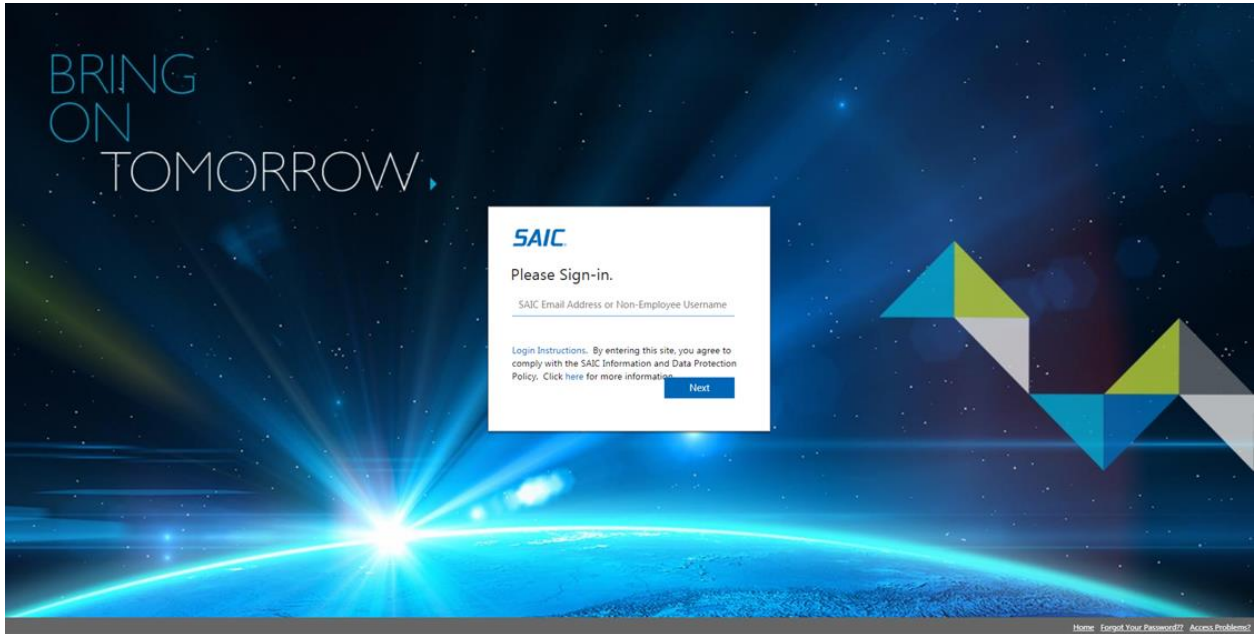 BRING
ON
TOMORROW
SAIC
Please Sign-in.
SAIC Email Address or Non-Employee Username
Login Instructions. By entering this site, you agree to
comply with the SAIC Information and Data Protection
Policy. Click here for more information
Next
Home Forgot Your Password?? Access Problems?